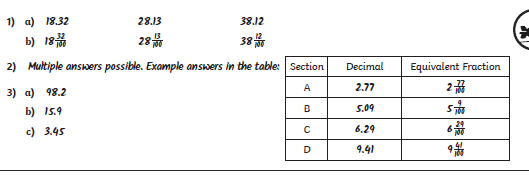 1) a) 18.32 28.13 38.12
b) 18 32/100 28 13/100 38 12/100
2) Multiple answers possible. Example answers in the table:
3) a) 98.2
b) 15.9
c) 3.45
Section Decimal Equivalent Fraction
A 2.77 2 77/100
B 5.09 5 9/100
C 6.29 6 29/100
D 9.41 9 41/100